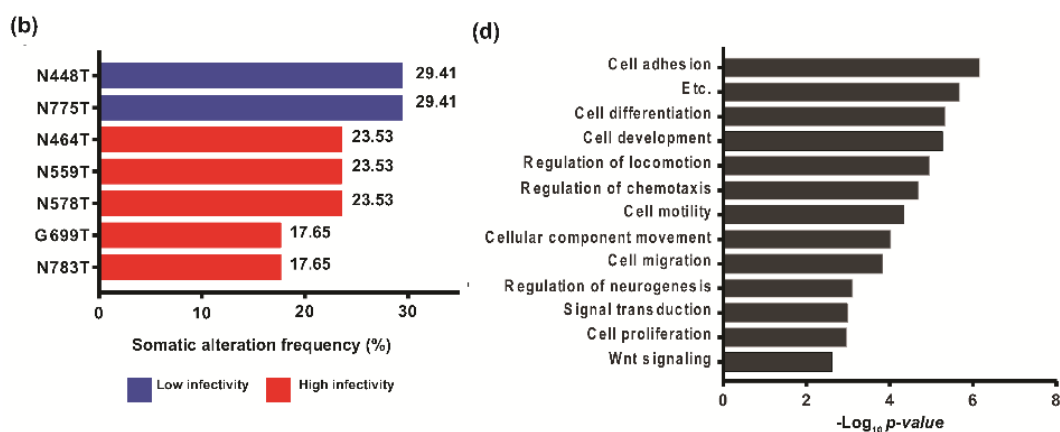 (b)
N448T 29.41
N775T 29.41
N464T 23.53
N559T 23.53
N578T 23.53
G699T 17.65
N783T 17.65
0 10 20 30
Somatic alteration frequency (%)
Low infectivity High infectivity
(d)
Cell adhesion
Etc.
Cell differentiation
Cell development
Regulation of locomotion
Regulation of chemotaxis
Cell motility
Cellular component movement
Cell migration
Regulation of neurogenesis
Signal transduction
Cell proliferation
Wnt signaling
0 2 4 6 8
-Log₁₀ p-value